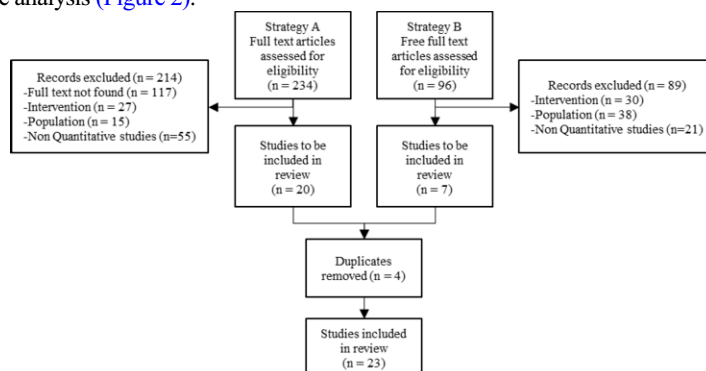 c analysis (Figure 2).
Strategy A
Full text articles
assessed for
eligibility
(n = 234)
Strategy B
Free full text
articles assessed
for eligibility
(n = 96)
Records excluded (n = 214)
-Full text not found (n = 117)
-Intervention (n = 27)
-Population (n = 15)
-Non Quantitative studies (n=55)
Records excluded (n = 89)
-Intervention (n = 30)
-Population (n = 38)
-Non Quantitative studies (n=21)
Studies to be
included in
review
(n = 20)
Studies to be
included in
review
(n = 7)
Duplicates
removed (n = 4)
Studies included
in review
(n = 23)